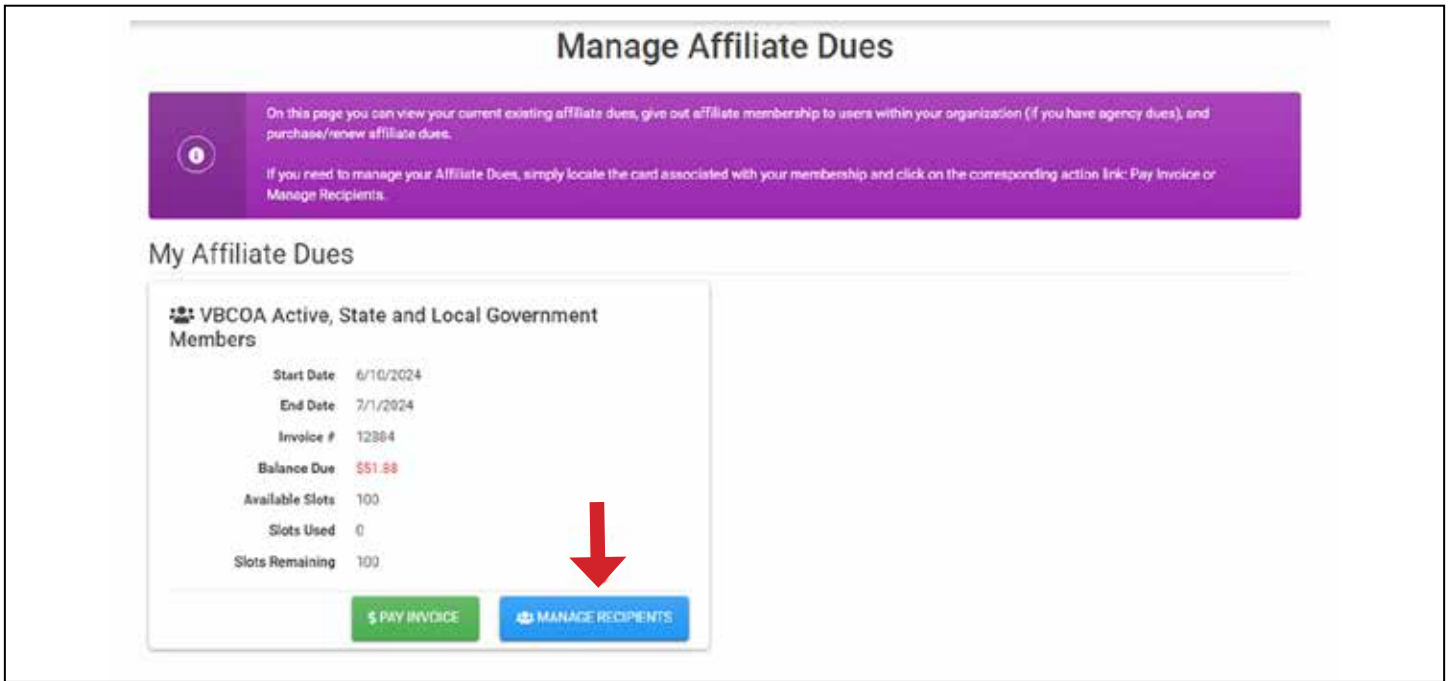 Manage Affiliate Dues
On this page you can view your current existing affiliate dues, give out affiliate membership to users within your organization (if you have agency dues), and
purchase/renew affiliate dues.
If you need to manage your Affiliate Dues, simply locate the card associated with your membership and click on the corresponding action link: Pay Invoice or
Manage Recipients.
My Affiliate Dues
VBCOA Active, State and Local Government
Members
Start Date 6/10/2024
End Date 7/1/2024
Invoice # 12384
Balance Due $51.88
Available Slots 100
Slots Used 0
Slots Remaining 100
$ PAY INVOICE
MANAGE RECIPIENTS